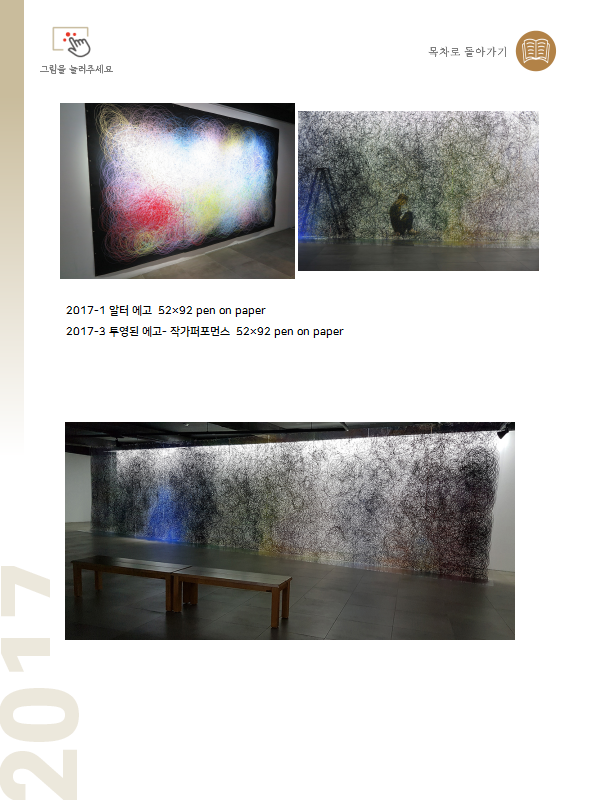 그림을 눌러주세요
목차로 돌아가기
2017-1 알터 에고  52×92 pen on paper
2017-3 투영된 에고- 작가퍼포먼스  52×92 pen on paper
2017